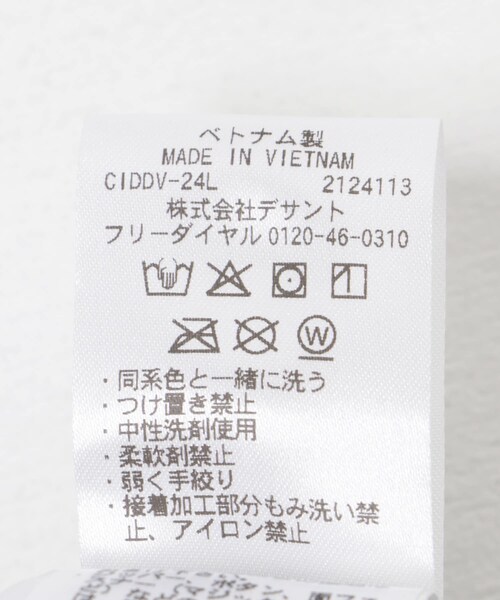 ベトナム製
MADE IN VIETNAM
CIDDV-24L 2124113
株式会社デサント
フリーダイヤル 0120-46-0310
W
・同系色と一緒に洗う
・つけ置き禁止
・中性洗剤使用
・柔軟剤禁止
・弱く手絞り
・接着加工部分もみ洗い禁
止、アイロン禁止